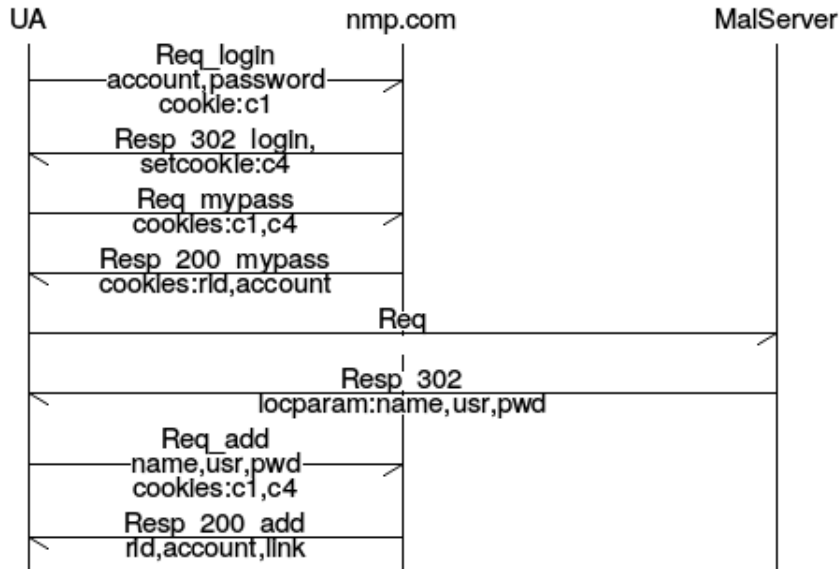 UA nmp.com MalServer
Req_login
account,password
cookie:c1
Resp_302_login,
setcookie:c4
Req_mypass
cookies:c1,c4
Resp_200_mypass
cookies:rId,account
Req
Resp_302
locparam:name,usr,pwd
Req_add
name,usr,pwd
cookies:c1,c4
Resp_200_add
rId,account,link